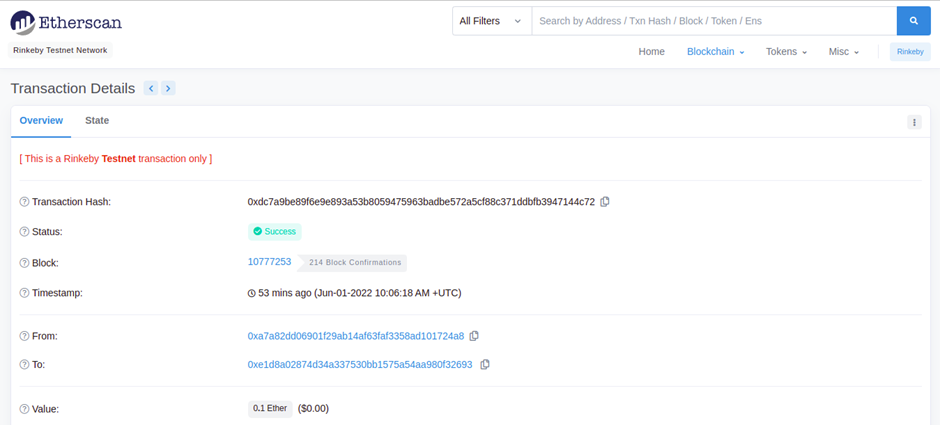 Etherscan
All Filters
Search by Address / Txn Hash / Block / Token / Ens
Rinkeby Testnet Network
Home Blockchain Tokens Misc Rinkeby
Transaction Details
Overview State
[ This is a Rinkeby Testnet transaction only ]
Transaction Hash: 0xdc7a9be89f6e9e893a53b8059475963badbe572a5cf88c371ddbfb3947144c72
Status: Success
Block: 10777253 214 Block Confirmations
Timestamp: 53 mins ago (Jun-01-2022 10:06:18 AM +UTC)
From: 0xa7a82dd06901f29ab14af63faf3358ad101724a8
To: 0xe1d8a02874d34a337530bb1575a54aa980f32693
Value: 0.1 Ether ($0.00)